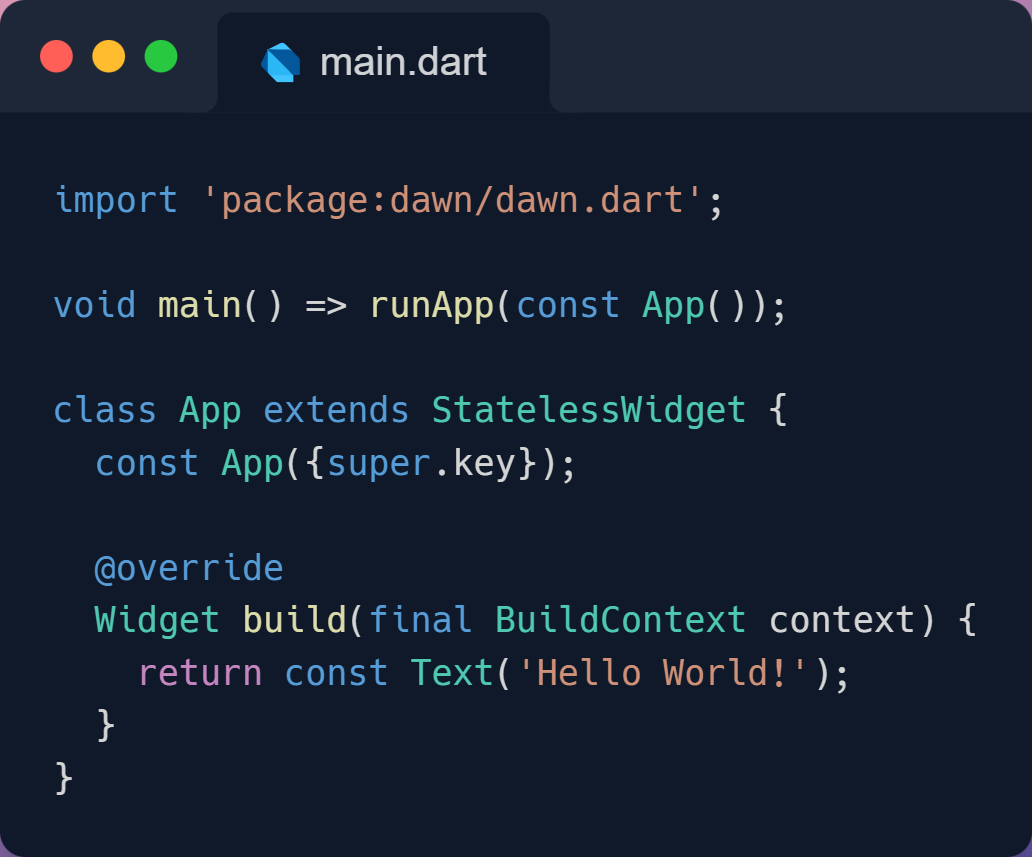 main.dart
import 'package:dawn/dawn.dart';
void main() => runApp(const App());
class App extends StatelessWidget {
  const App({super.key});
  @override
  Widget build(final BuildContext context) {
    return const Text('Hello World!');
  }
}